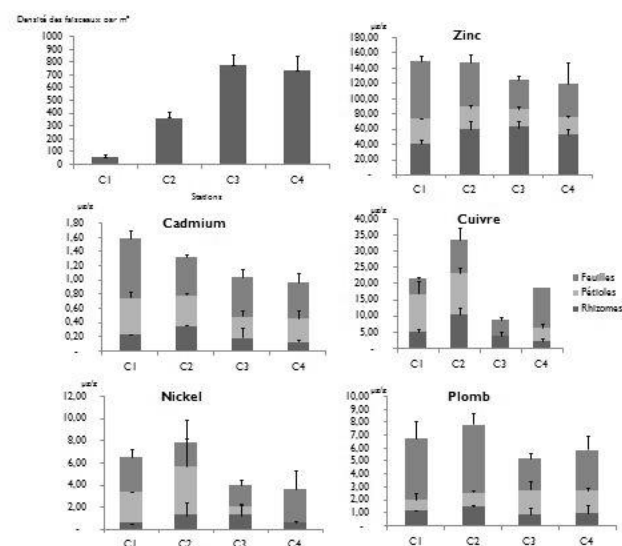 Densité des faisceaux par m²
1000
900
800
700
600
500
400
300
200
100
0
C1 C2 C3 C4
Stations
Zinc
µg/g
180,00
160,00
140,00
120,00
100,00
80,00
60,00
40,00
20,00
-
C1 C2 C3 C4
Cadmium
µg/g
1,80
1,60
1,40
1,20
1,00
0,80
0,60
0,40
0,20
-
C1 C2 C3 C4
Cuivre
µg/g
40,00
35,00
30,00
25,00
20,00
15,00
10,00
5,00
-
C1 C2 C3 C4
Feuilles
Pétioles
Rhizomes
Nickel
µg/g
12,00
10,00
8,00
6,00
4,00
2,00
0,00
C1 C2 C3 C4
Plomb
µg/g
10,00
9,00
8,00
7,00
6,00
5,00
4,00
3,00
2,00
1,00
-
C1 C2 C3 C4